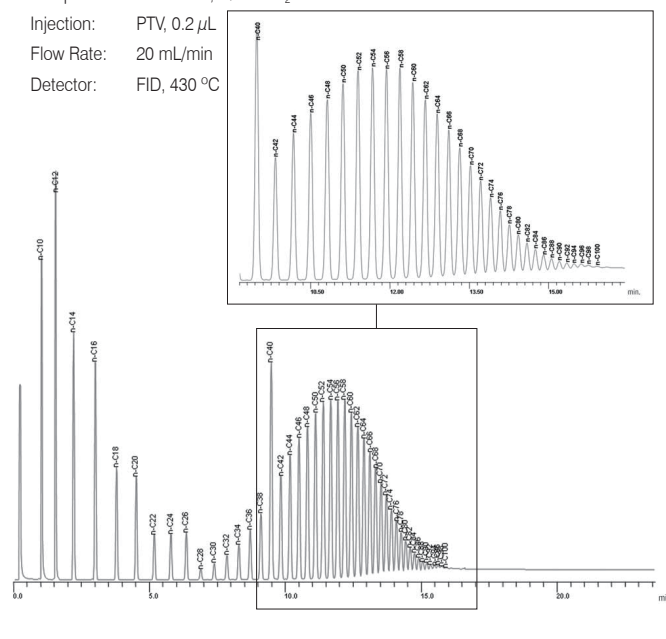 Injection: PTV, 0.2 µL
Flow Rate: 20 mL/min
Detector: FID, 430 °C
n-C40
n-C42
n-C44
n-C46
n-C48
n-C50
n-C52
n-C54
n-C56
n-C58
n-C60
n-C62
n-C64
n-C66
n-C68
n-C70
n-C72
n-C74
n-C76
n-C78
n-C80
n-C82
n-C84
n-C86
n-C88
n-C90
n-C92
n-C94
n-C96
n-C98
n-C100
10.50 12.00 13.50 15.00 min.
n-C10
n-C12
n-C14
n-C16
n-C18
n-C20
n-C22
n-C24
n-C26
n-C28
n-C30
n-C32
n-C34
n-C36
n-C38
n-C40
n-C42
n-C44
n-C46
n-C48
n-C50
n-C52
n-C54
n-C56
n-C58
n-C60
n-C62
n-C64
n-C66
n-C68
n-C70
n-C72
n-C74
n-C76
n-C78
n-C80
n-C82
n-C84
n-C100
0.0 5.0 10.0 15.0 20.0